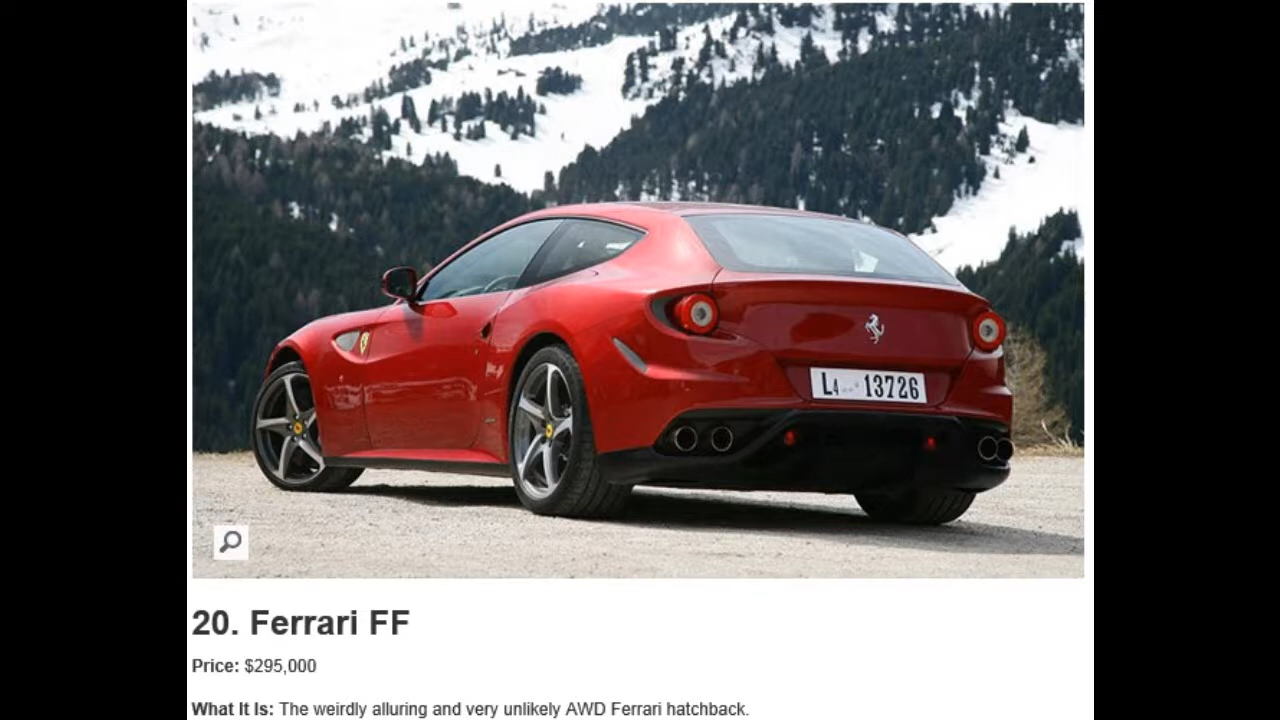 L4 13726
20. Ferrari FF
Price: $295,000
What It Is: The weirdly alluring and very unlikely AWD Ferrari hatchback.